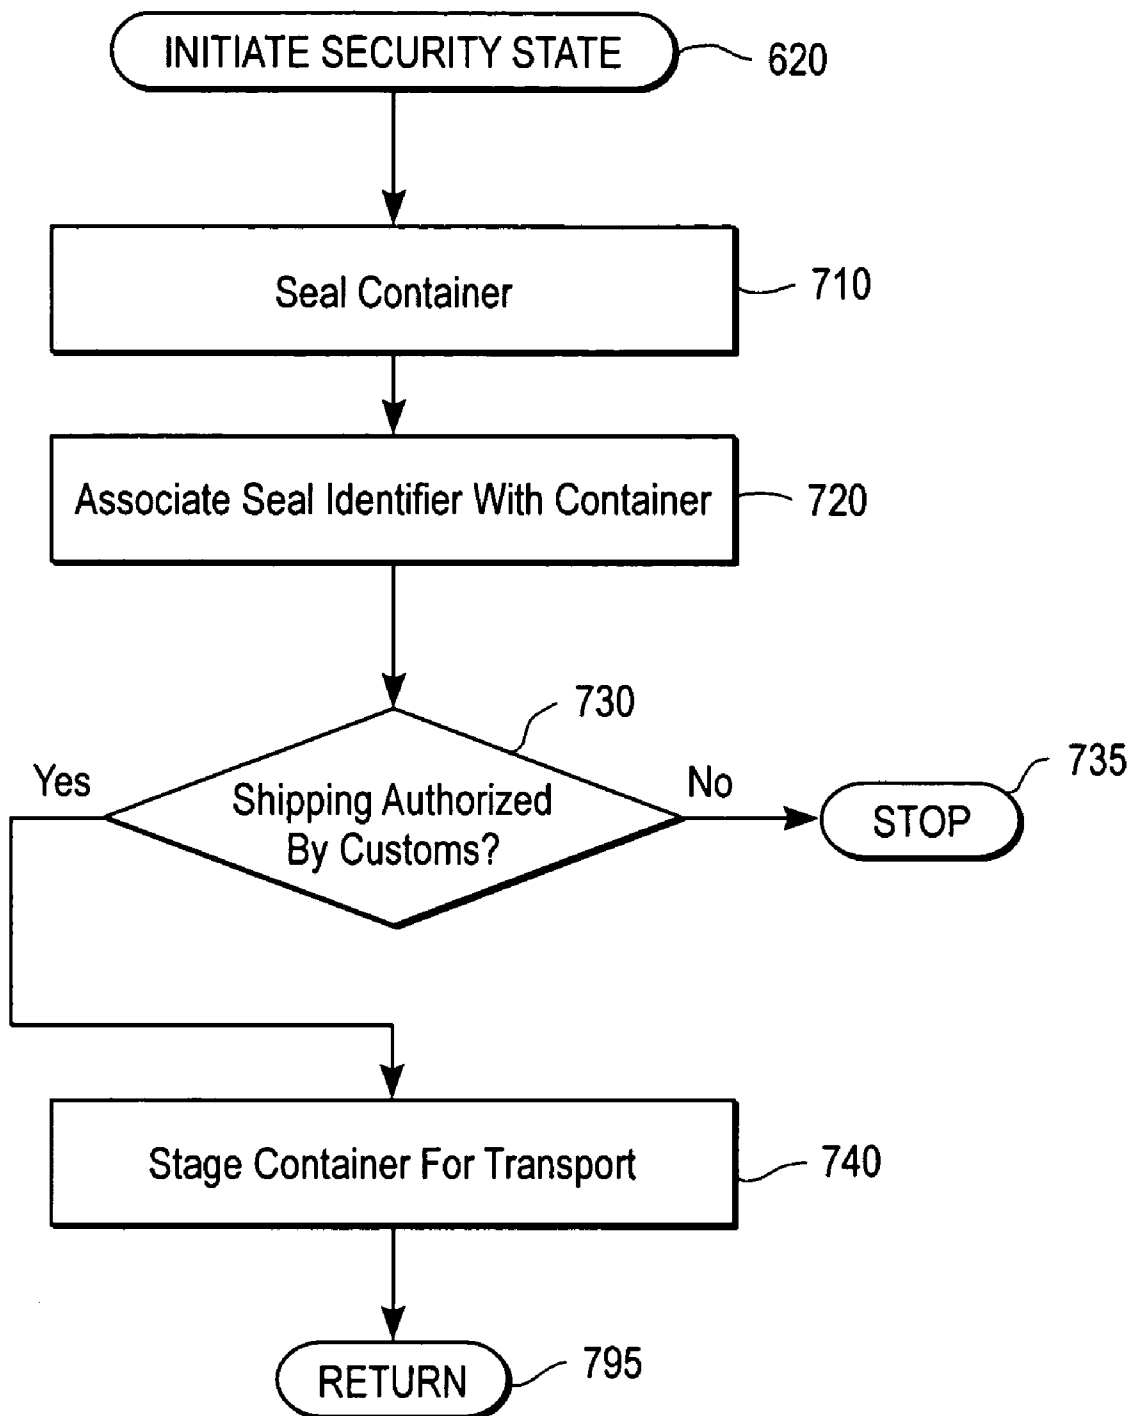 INITIATE SECURITY STATE
620
Seal Container
710
Associate Seal Identifier With Container
720
730
Yes
Shipping Authorized
By Customs?
No
735
STOP
Stage Container For Transport
740
RETURN
795